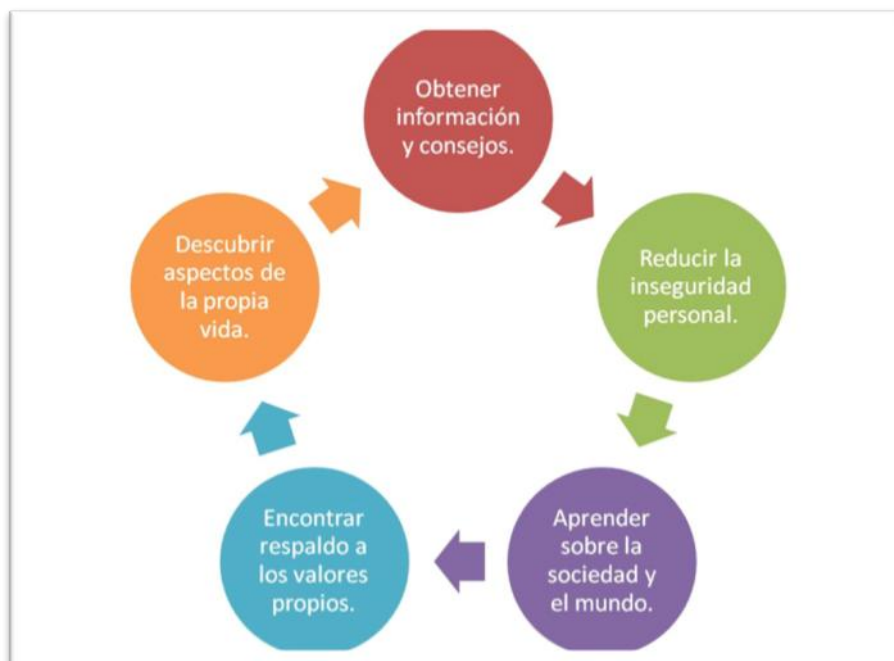 Obtener
información
y consejos.
Reducir la
inseguridad
personal.
Aprender
sobre la
sociedad y
el mundo.
Encontrar
respaldo a
los valores
propios.
Descubrir
aspectos de
la propia
vida.